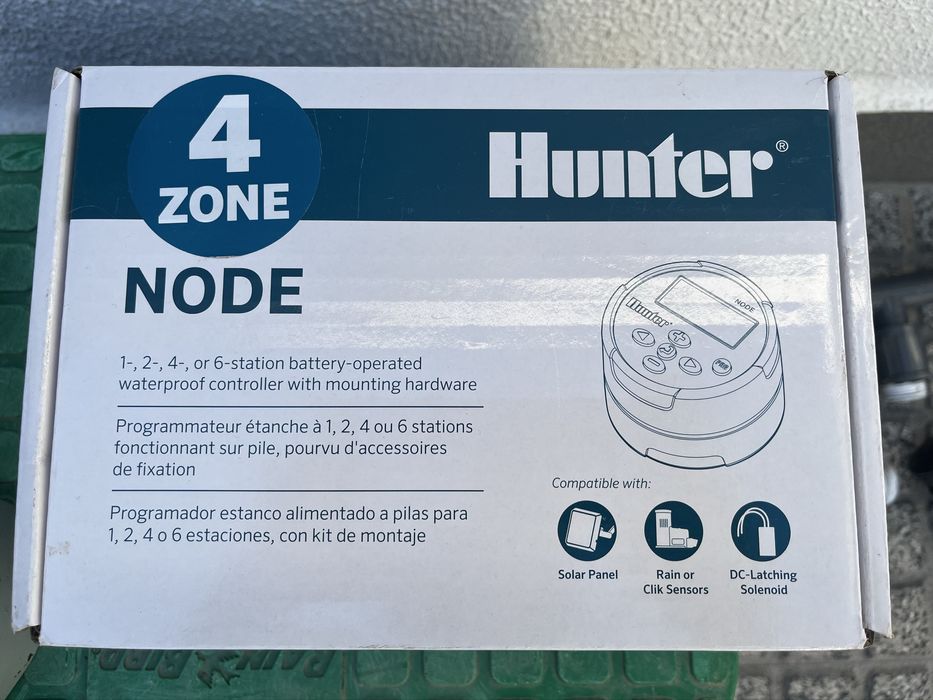 4
ZONE
Hunter®
NODE
1-, 2-, 4-, or 6-station battery-operated
waterproof controller with mounting hardware
Programmateur étanche à 1, 2, 4 ou 6 stations
fonctionnant sur pile, pourvu d'accessoires
de fixation
Programador estanco alimentado a pilas para
1, 2, 4 o 6 estaciones, con kit de montaje
NODE
Hunter
PRG
Compatible with:
Solar Panel
Rain or
Clik Sensors
DC-Latching
Solenoid
RAIN BIRD